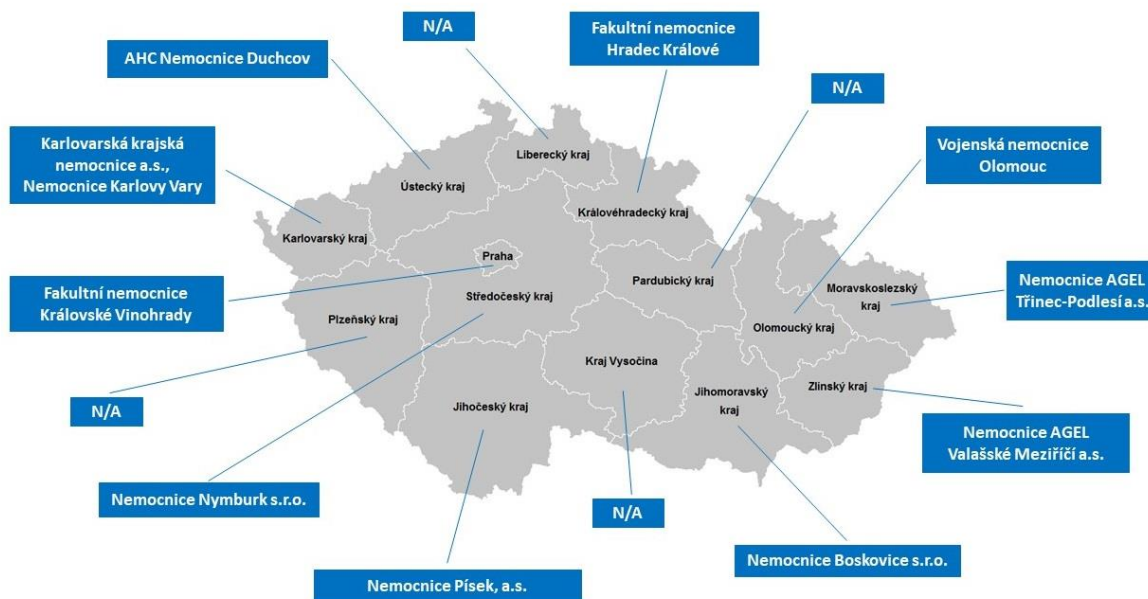 N/A
Fakultní nemocnice
Hradec Králové
AHC Nemocnice Duchcov
N/A
Karlovarská krajská
nemocnice a.s.,
Nemocnice Karlovy Vary
Vojenská nemocnice
Olomouc
Liberecký kraj
Ústecký kraj
Královéhradecký kraj
Karlovarský kraj
Praha
Pardubický kraj
Moravskoslezský
kraj
Nemocnice AGEL
Třinec-Podlesí a.s.
Fakultní nemocnice
Královské Vinohrady
Středočeský kraj
Plzeňský kraj
Olomoucký kraj
Kraj Vysočina
Zlínský kraj
Jihomoravský
kraj
Jihočeský kraj
N/A
Nemocnice AGEL
Valašské Meziříčí a.s.
Nemocnice Nymburk s.r.o.
N/A
Nemocnice Boskovice s.r.o.
Nemocnice Písek, a.s.